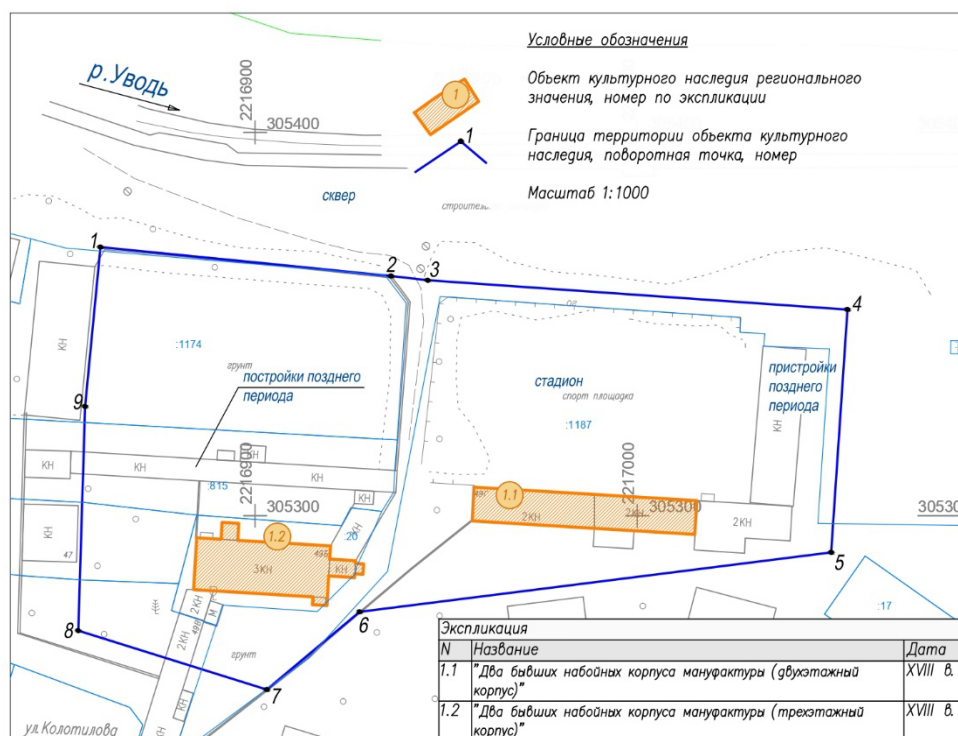 Условные обозначения
р.Уводь
2216900
305400
1
Объект культурного наследия регионального
значения, номер по экспликации
1
Граница территории объекта культурного
наследия, поворотная точка, номер
Масштаб 1:1000
сквер
1
2
3
4
КН
:1174
грунт
постройки позднего
периода
стадион
спорт площадка
:1187
пристройки
позднего
периода
КН
9
КН
КН
КН
КН
КН
:815
2216900
305300
1.1
2КН
2КН
2217000
305300
2КН
305300
КН
47
1.2
3КН
КН
:20
5
6
:17
8
2КН
2КН
М
КН
КН
грунт
7
ул.Колотилова
Экспликация
N Название Дата
1.1 "Два бывших набойных корпуса мануфактуры (двухэтажный XVIII в.
корпус)"
1.2 "Два бывших набойных корпуса мануфактуры (трехэтажный XVIII в.
корпус)"